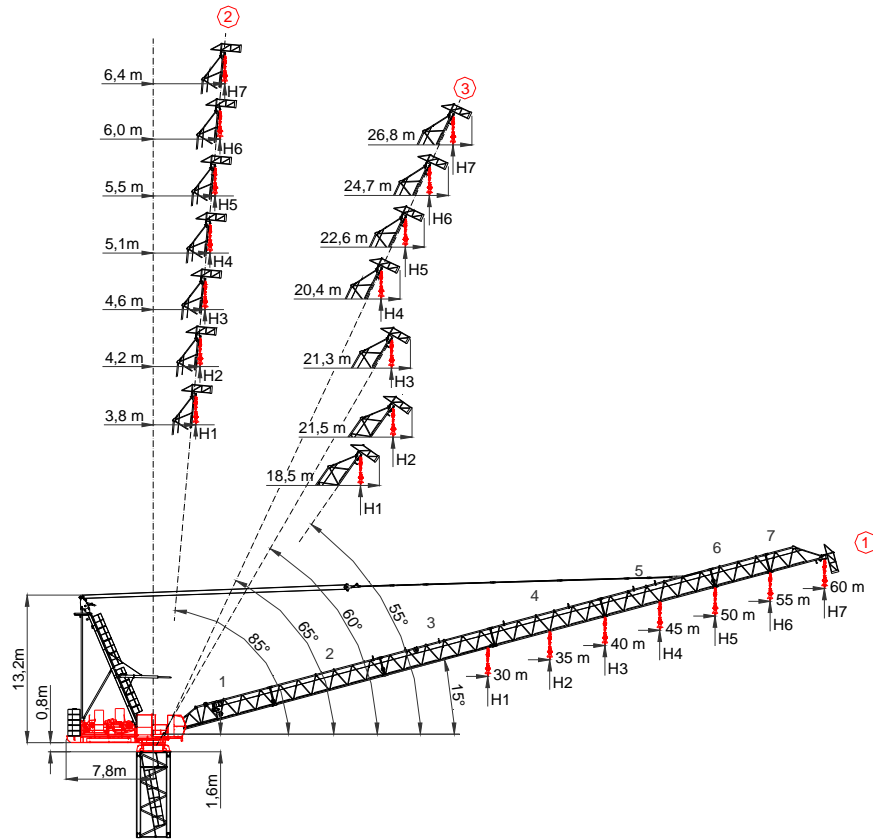 2
6,4 m
H7
6,0 m
H6
5,5 m
H5
5,1m
H4
4,6 m
H3
4,2 m
H2
3,8 m
H1
3
26,8 m
H7
24,7 m
H6
22,6 m
H5
20,4 m
H4
21,3 m
H3
21,5 m
H2
18,5 m
H1
1
1
2
3
4
5
6
7
60 m
H7
55 m
H6
50 m
H5
45 m
H4
40 m
H3
35 m
H2
30 m
H1
85°
65°
60°
55°
15°
13,2m
0,8m
7,8m
1,6m